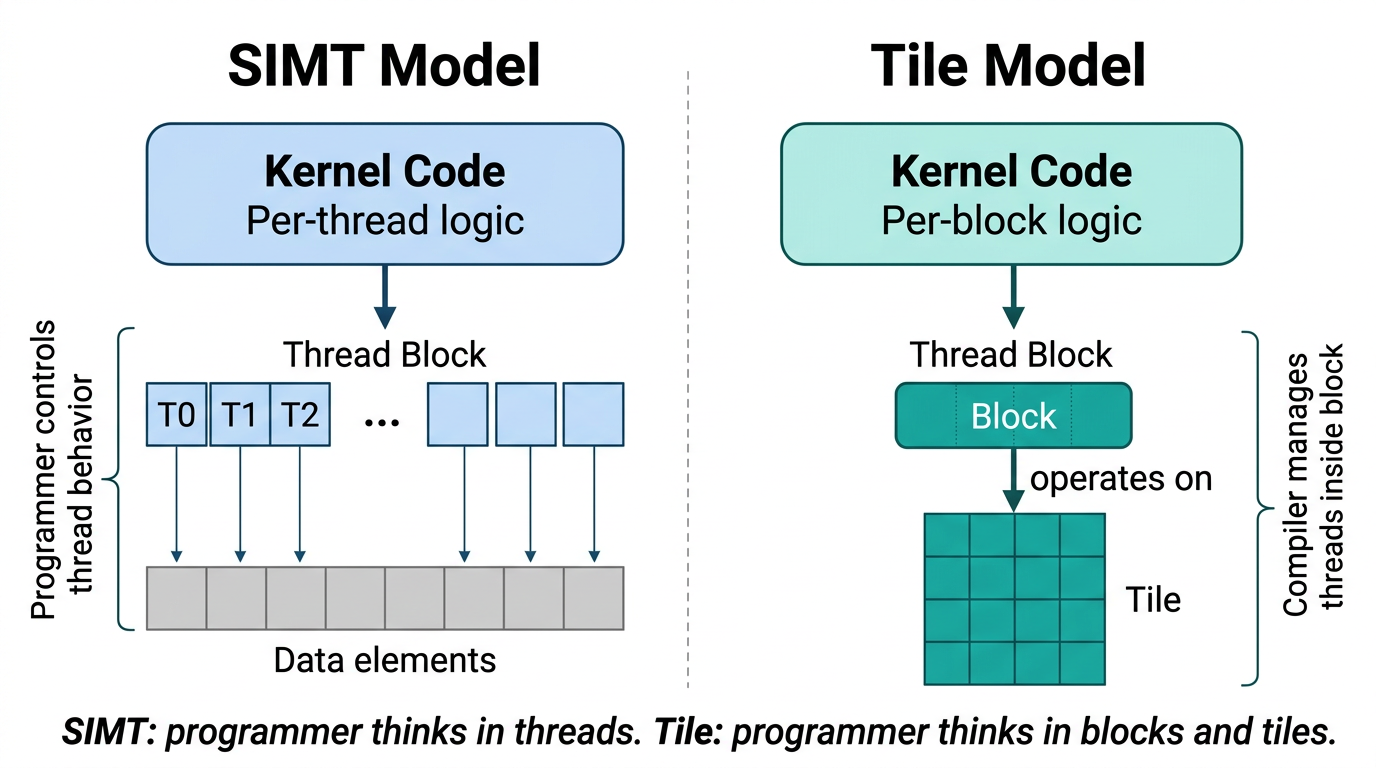 SIMT Model
Kernel Code
Per-thread logic
Thread Block
T0 T1 T2 ...
Programmer controls
thread behavior
Data elements
Tile Model
Kernel Code
Per-block logic
Thread Block
Block
operates on
Tile
Compiler manages
threads inside block
SIMT: programmer thinks in threads. Tile: programmer thinks in blocks and tiles.